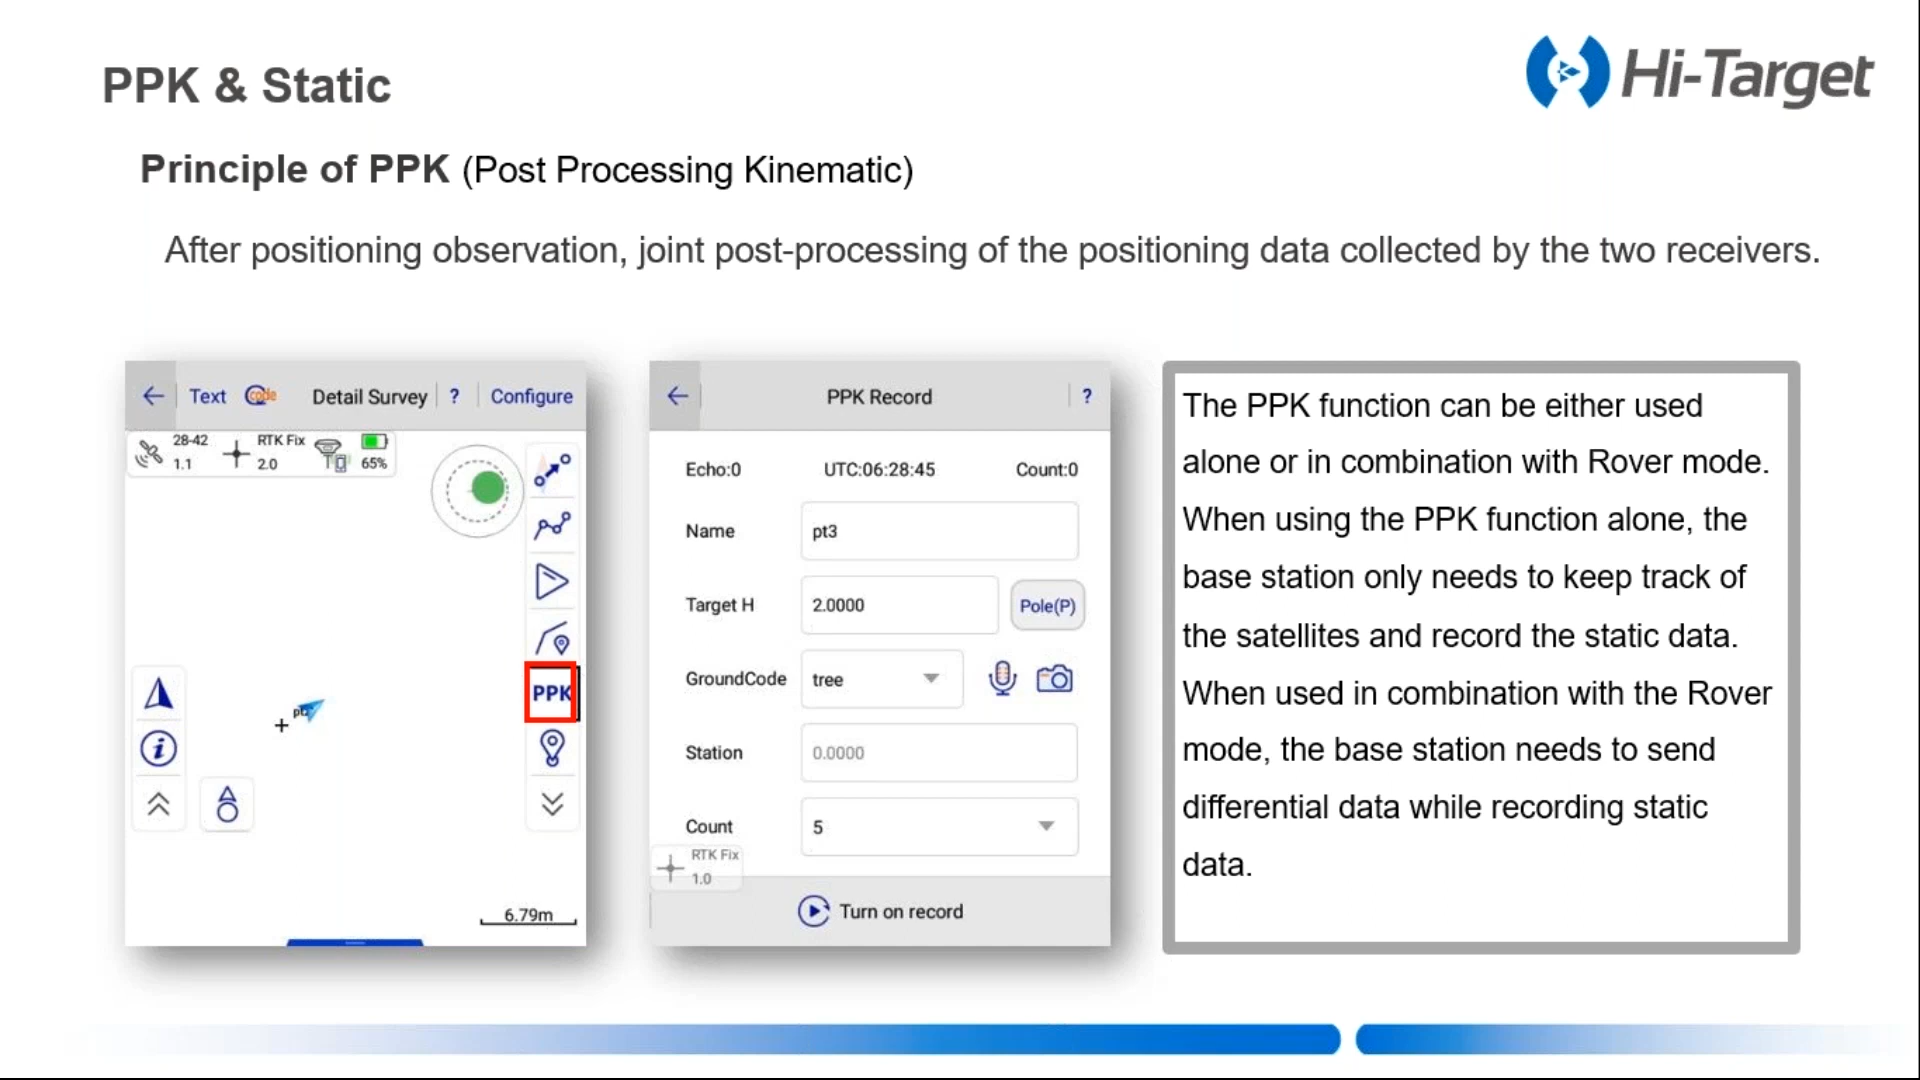 PPK & Static
Hi-Target
Principle of PPK (Post Processing Kinematic)
After positioning observation, joint post-processing of the positioning data collected by the two receivers.
Text
code
Detail Survey
?
Configure
28-42
1.1
RTK Fix
2.0
65%
PPK
6.79m
PPK Record
?
Echo:0
UTC:06:28:45
Count:0
Name
pt3
Target H
2.0000
Pole(P)
GroundCode
tree
Station
0.0000
Count
5
RTK Fix
1.0
Turn on record
The PPK function can be either used
alone or in combination with Rover mode.
When using the PPK function alone, the
base station only needs to keep track of
the satellites and record the static data.
When used in combination with the Rover
mode, the base station needs to send
differential data while recording static
data.